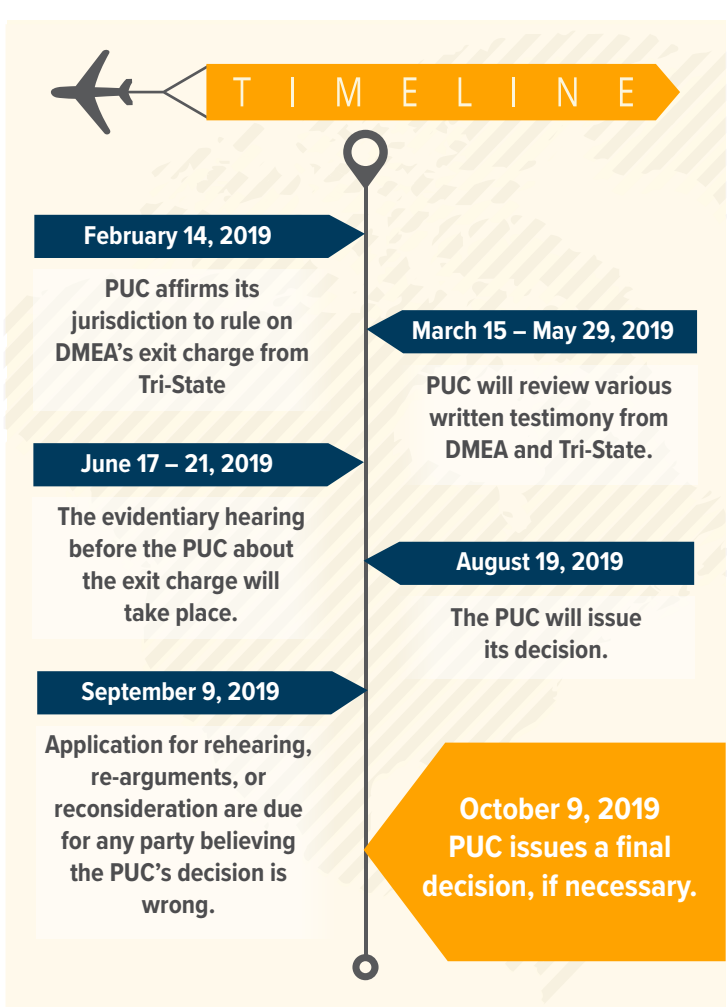 TIMELINE
February 14, 2019
PUC affirms its
jurisdiction to rule on
DMEA's exit charge from
Tri-State
March 15 – May 29, 2019
PUC will review various
written testimony from
DMEA and Tri-State.
June 17 – 21, 2019
The evidentiary hearing
before the PUC about
the exit charge will
take place.
August 19, 2019
The PUC will issue
its decision.
September 9, 2019
Application for rehearing,
re-arguments, or
reconsideration are due
for any party believing
the PUC's decision is
wrong.
October 9, 2019
PUC issues a final
decision, if necessary.